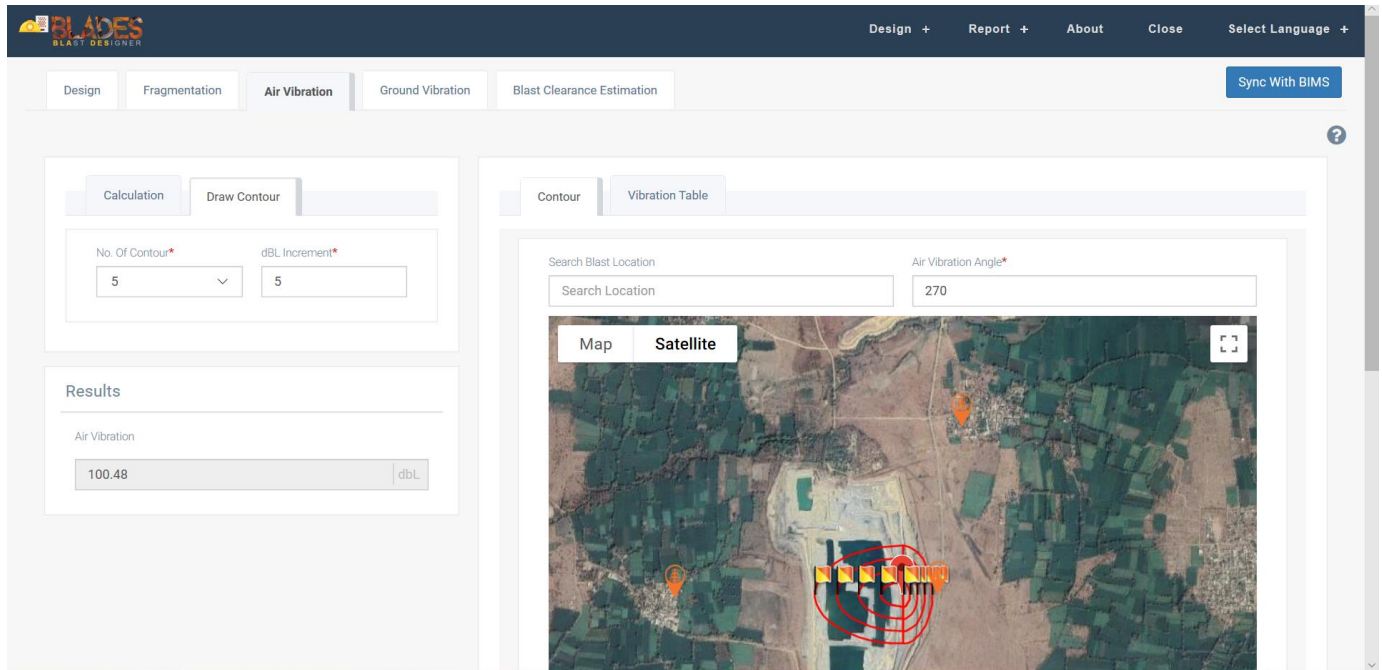 BLADES
BLAST DESIGNER
Design +
Report +
About
Close
Select Language +
Design
Fragmentation
Air Vibration
Ground Vibration
Blast Clearance Estimation
Sync With BIMS
?
Calculation
Draw Contour
No. Of Contour*
dBL Increment*
5
5
Results
Air Vibration
100.48
dbL
Contour
Vibration Table
Search Blast Location
Air Vibration Angle*
Search Location
270
Map
Satellite